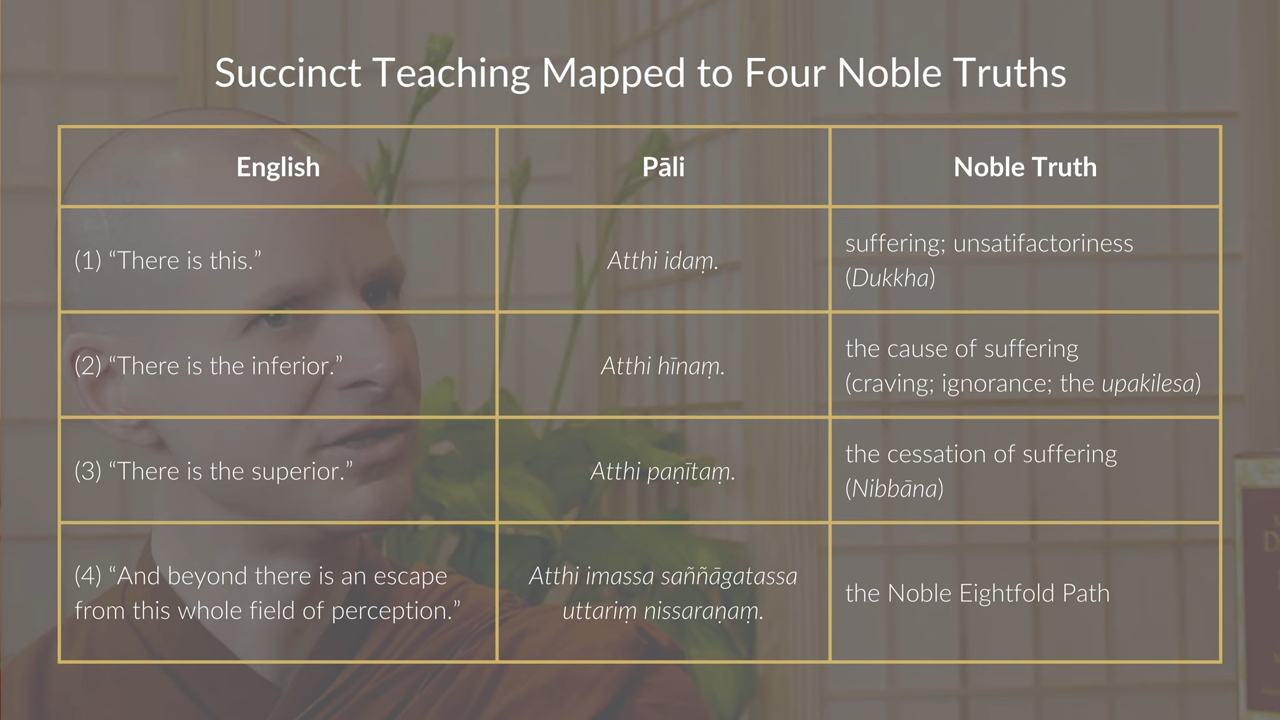 Succinct Teaching Mapped to Four Noble Truths
English
Pāli
Noble Truth
(1) “There is this.”
Atthi idaṃ.
suffering; unsatifactoriness
(Dukkha)
(2) “There is the inferior.”
Atthi hīnaṃ.
the cause of suffering
(craving; ignorance; the upakilesa)
(3) “There is the superior.”
Atthi paṇītaṃ.
the cessation of suffering
(Nibbāna)
(4) “And beyond there is an escape
from this whole field of perception.”
Atthi imassa saññāgatassa
uttariṃ nissaraṇaṃ.
the Noble Eightfold Path